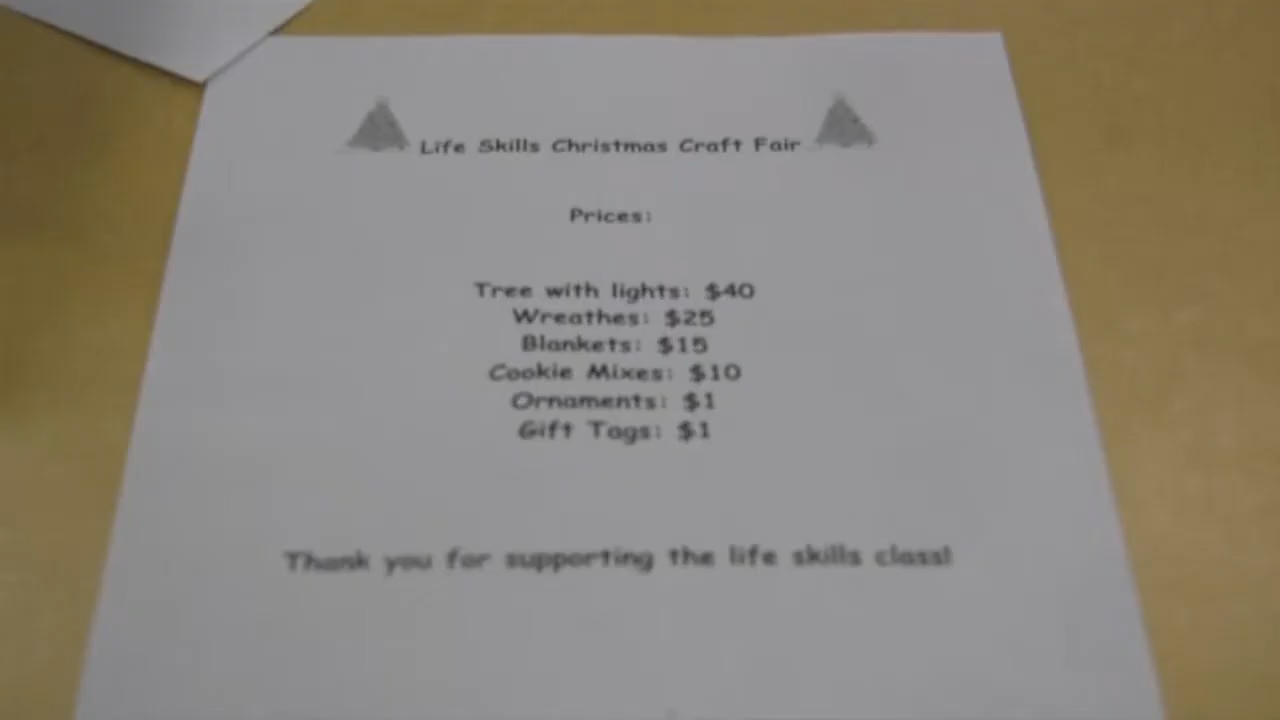 Life Skills Christmas Craft Fair
Prices:
Tree with lights: $40
Wreathes: $25
Blankets: $15
Cookie Mixes: $10
Ornaments: $1
Gift Tags: $1
Thank you for supporting the life skills class!